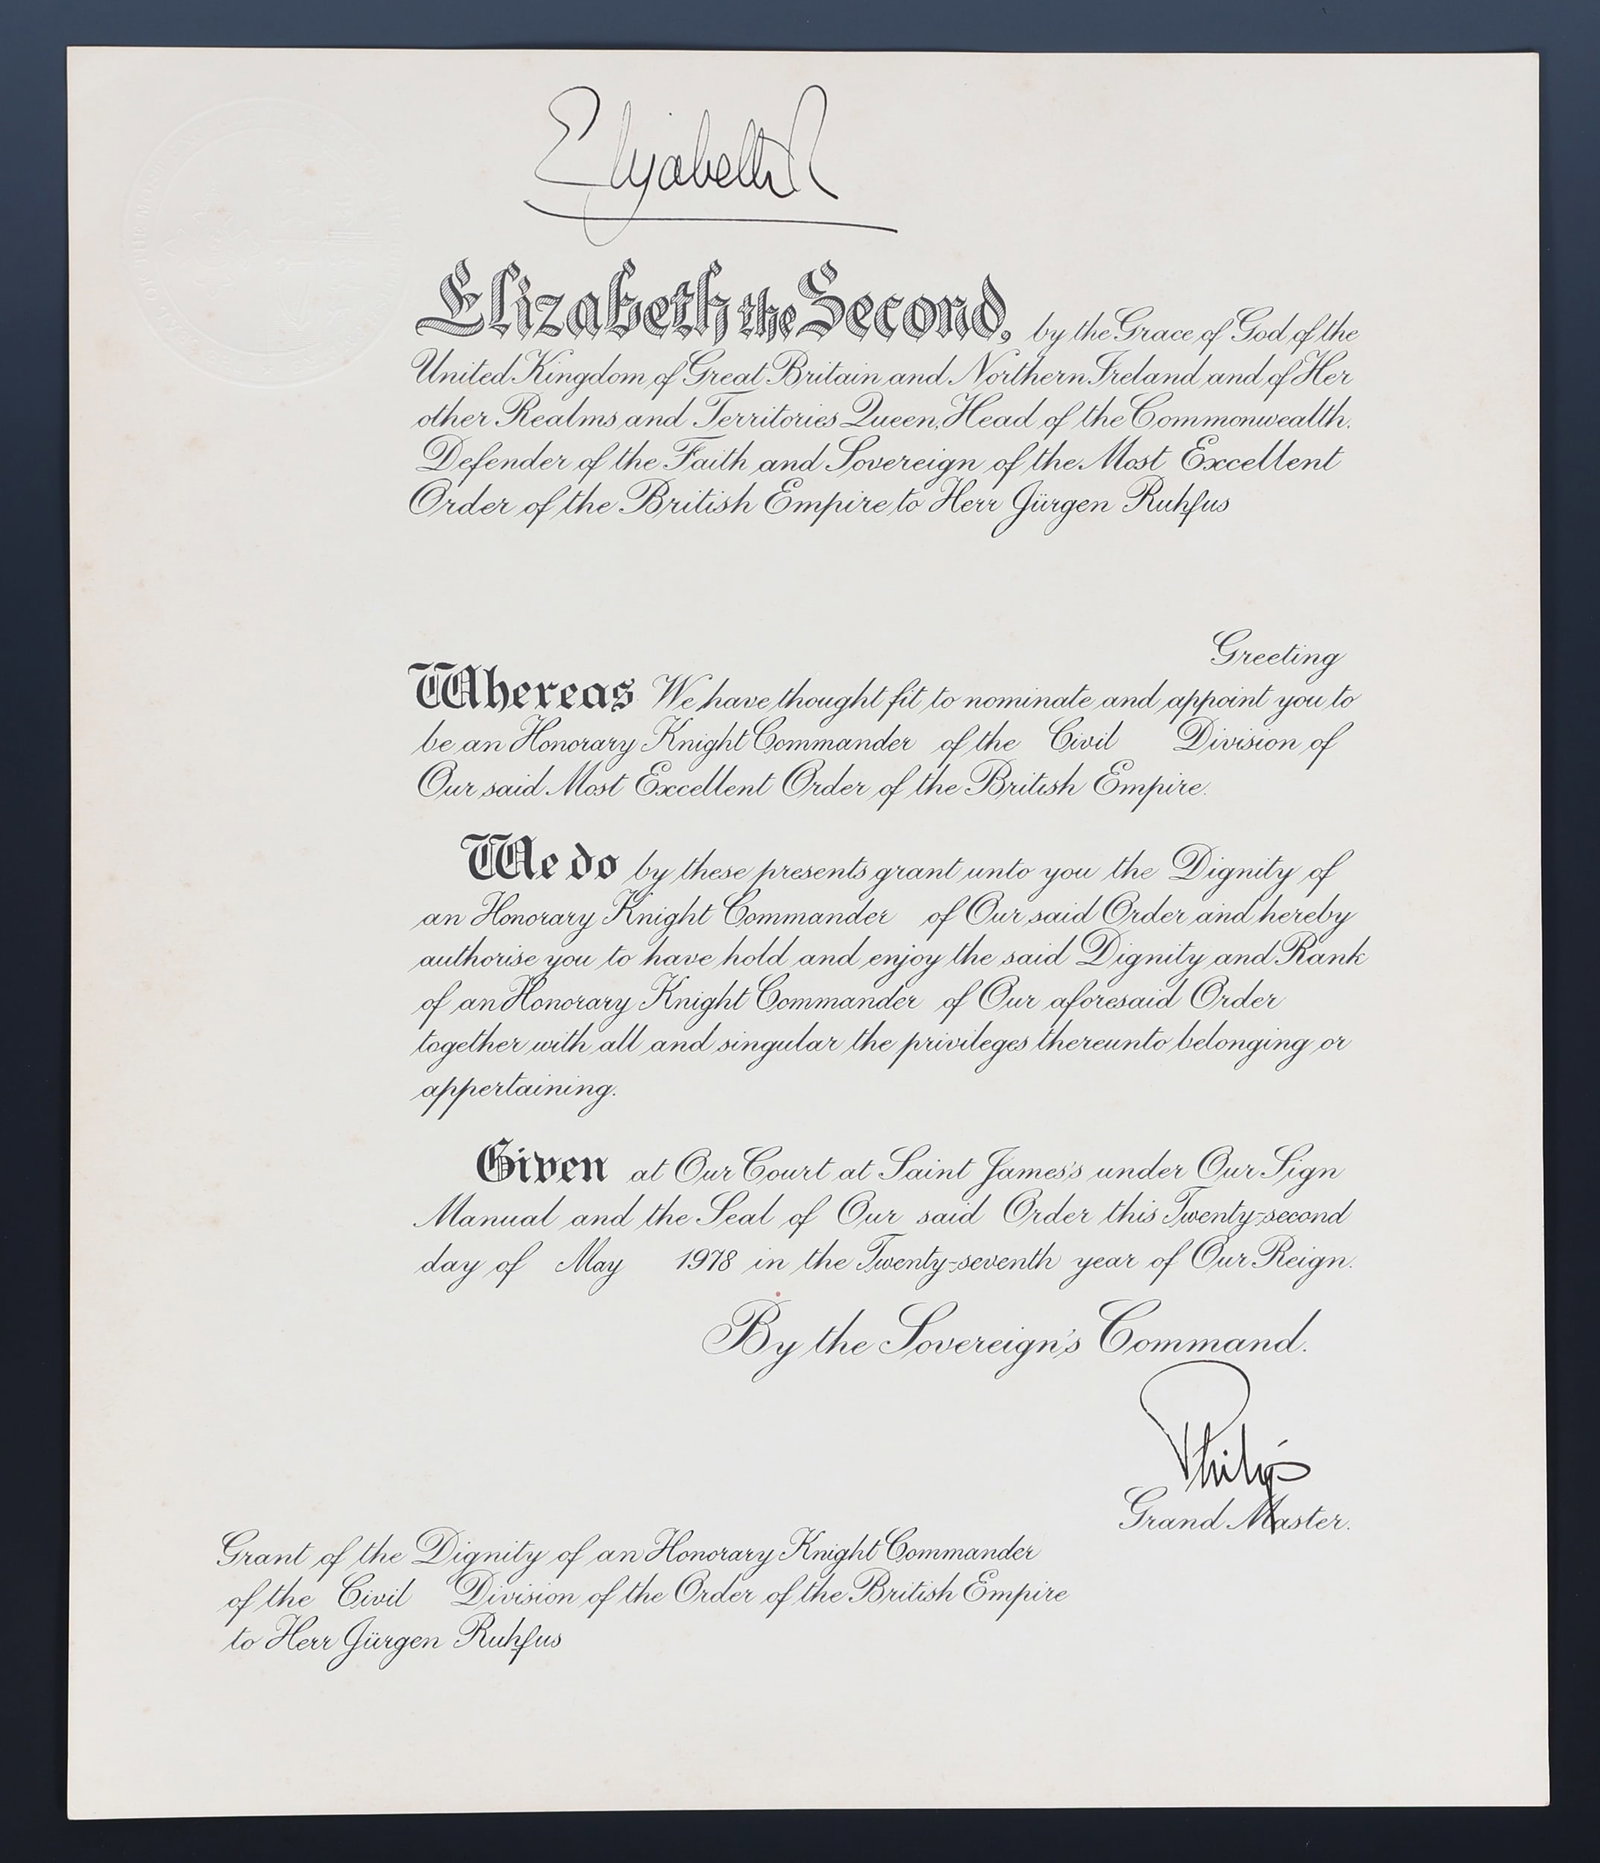 Elizabeth R
Elizabeth the Second, by the Grace of God of the
United Kingdom of Great Britain and Northern Ireland and of Her
other Realms and Territories Queen, Head of the Commonwealth,
Defender of the Faith and Sovereign of the Most Excellent
Order of the British Empire to Herr Jürgen Ruhfus
Greeting
Whereas We have thought fit to nominate and appoint you to
be an Honorary Knight Commander of the Civil Division of
Our said Most Excellent Order of the British Empire.
We do by these presents grant unto you the Dignity of
an Honorary Knight Commander of Our said Order and hereby
authorise you to have hold and enjoy the said Dignity and Rank
of an Honorary Knight Commander of Our aforesaid Order
together with all and singular the privileges thereunto belonging or
appertaining.
Given at Our Court at Saint James's under Our Sign
Manual and the Seal of Our said Order this Twenty-second
day of May 1978 in the Twenty-seventh year of Our Reign.
By the Sovereign's Command.
Philip
Grand Master.
Grant of the Dignity of an Honorary Knight Commander
of the Civil Division of the Order of the British Empire
to Herr Jürgen Ruhfus